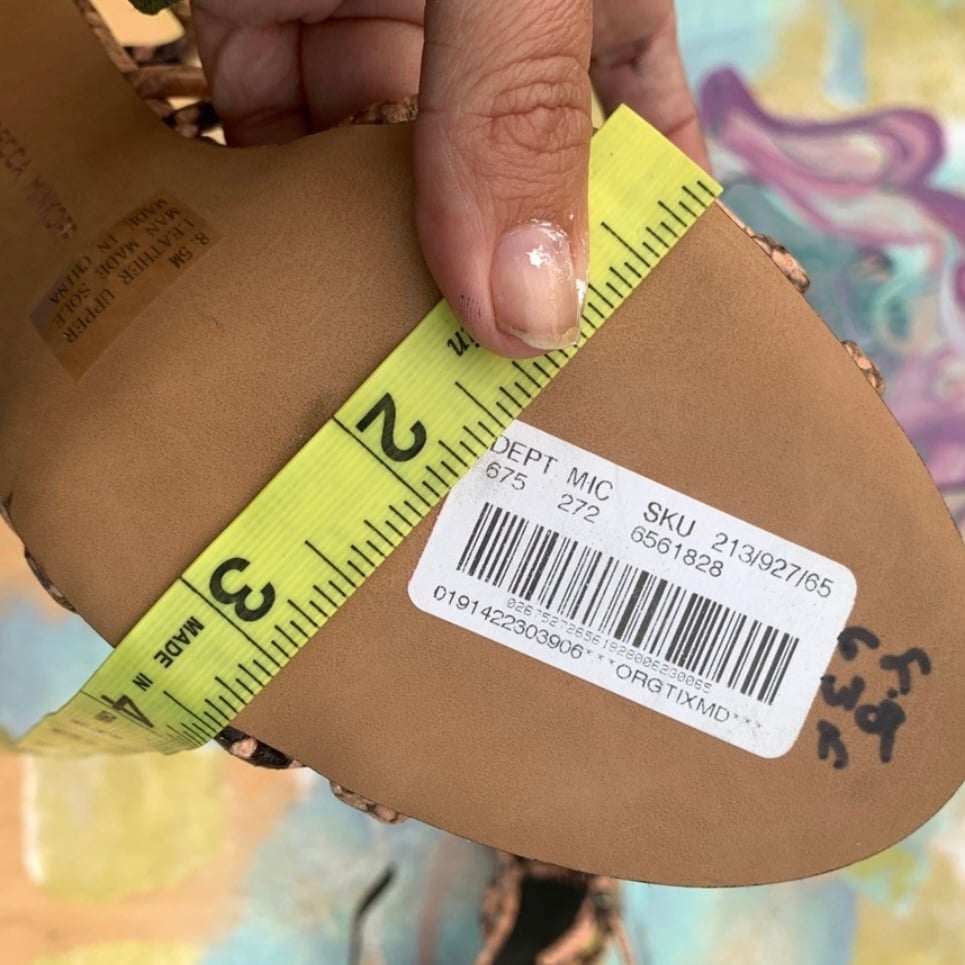 8.5M
LEATHER UPPER
MAN MADE SOLE
MADE IN CHINA
in
2
3
MADE IN
4
DEPT MIC SKU 213/927/65
675 272 6561828
0191422303906***ORGTIXMD***